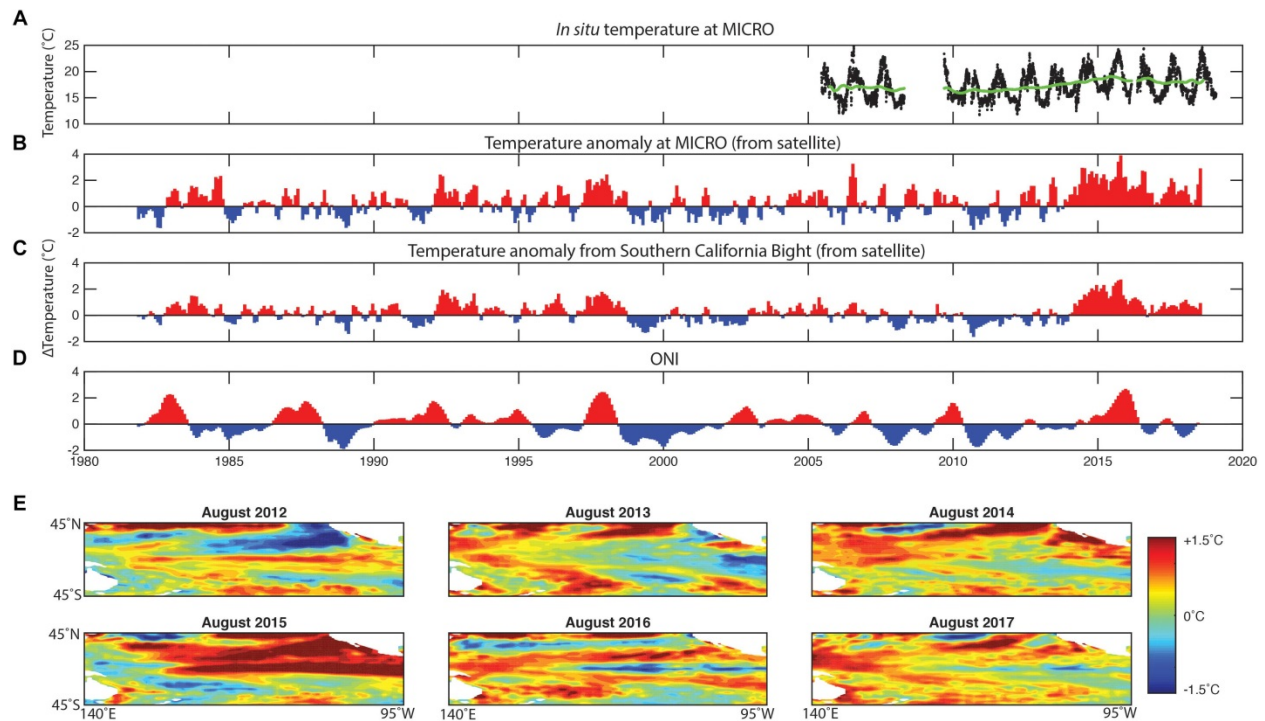 A
In situ temperature at MICRO
Temperature (˚C)
25
20
15
10
B
Temperature anomaly at MICRO (from satellite)
4
2
0
-2
C
Temperature anomaly from Southern California Bight (from satellite)
ΔTemperature (˚C)
4
2
0
-2
D
ONI
4
2
0
-2
1980 1985 1990 1995 2000 2005 2010 2015 2020
E
August 2012 August 2013 August 2014
45˚N
45˚S
+1.5˚C
0˚C
-1.5˚C
August 2015 August 2016 August 2017
45˚N
45˚S
140˚E 95˚W 140˚E 95˚W 140˚E 95˚W